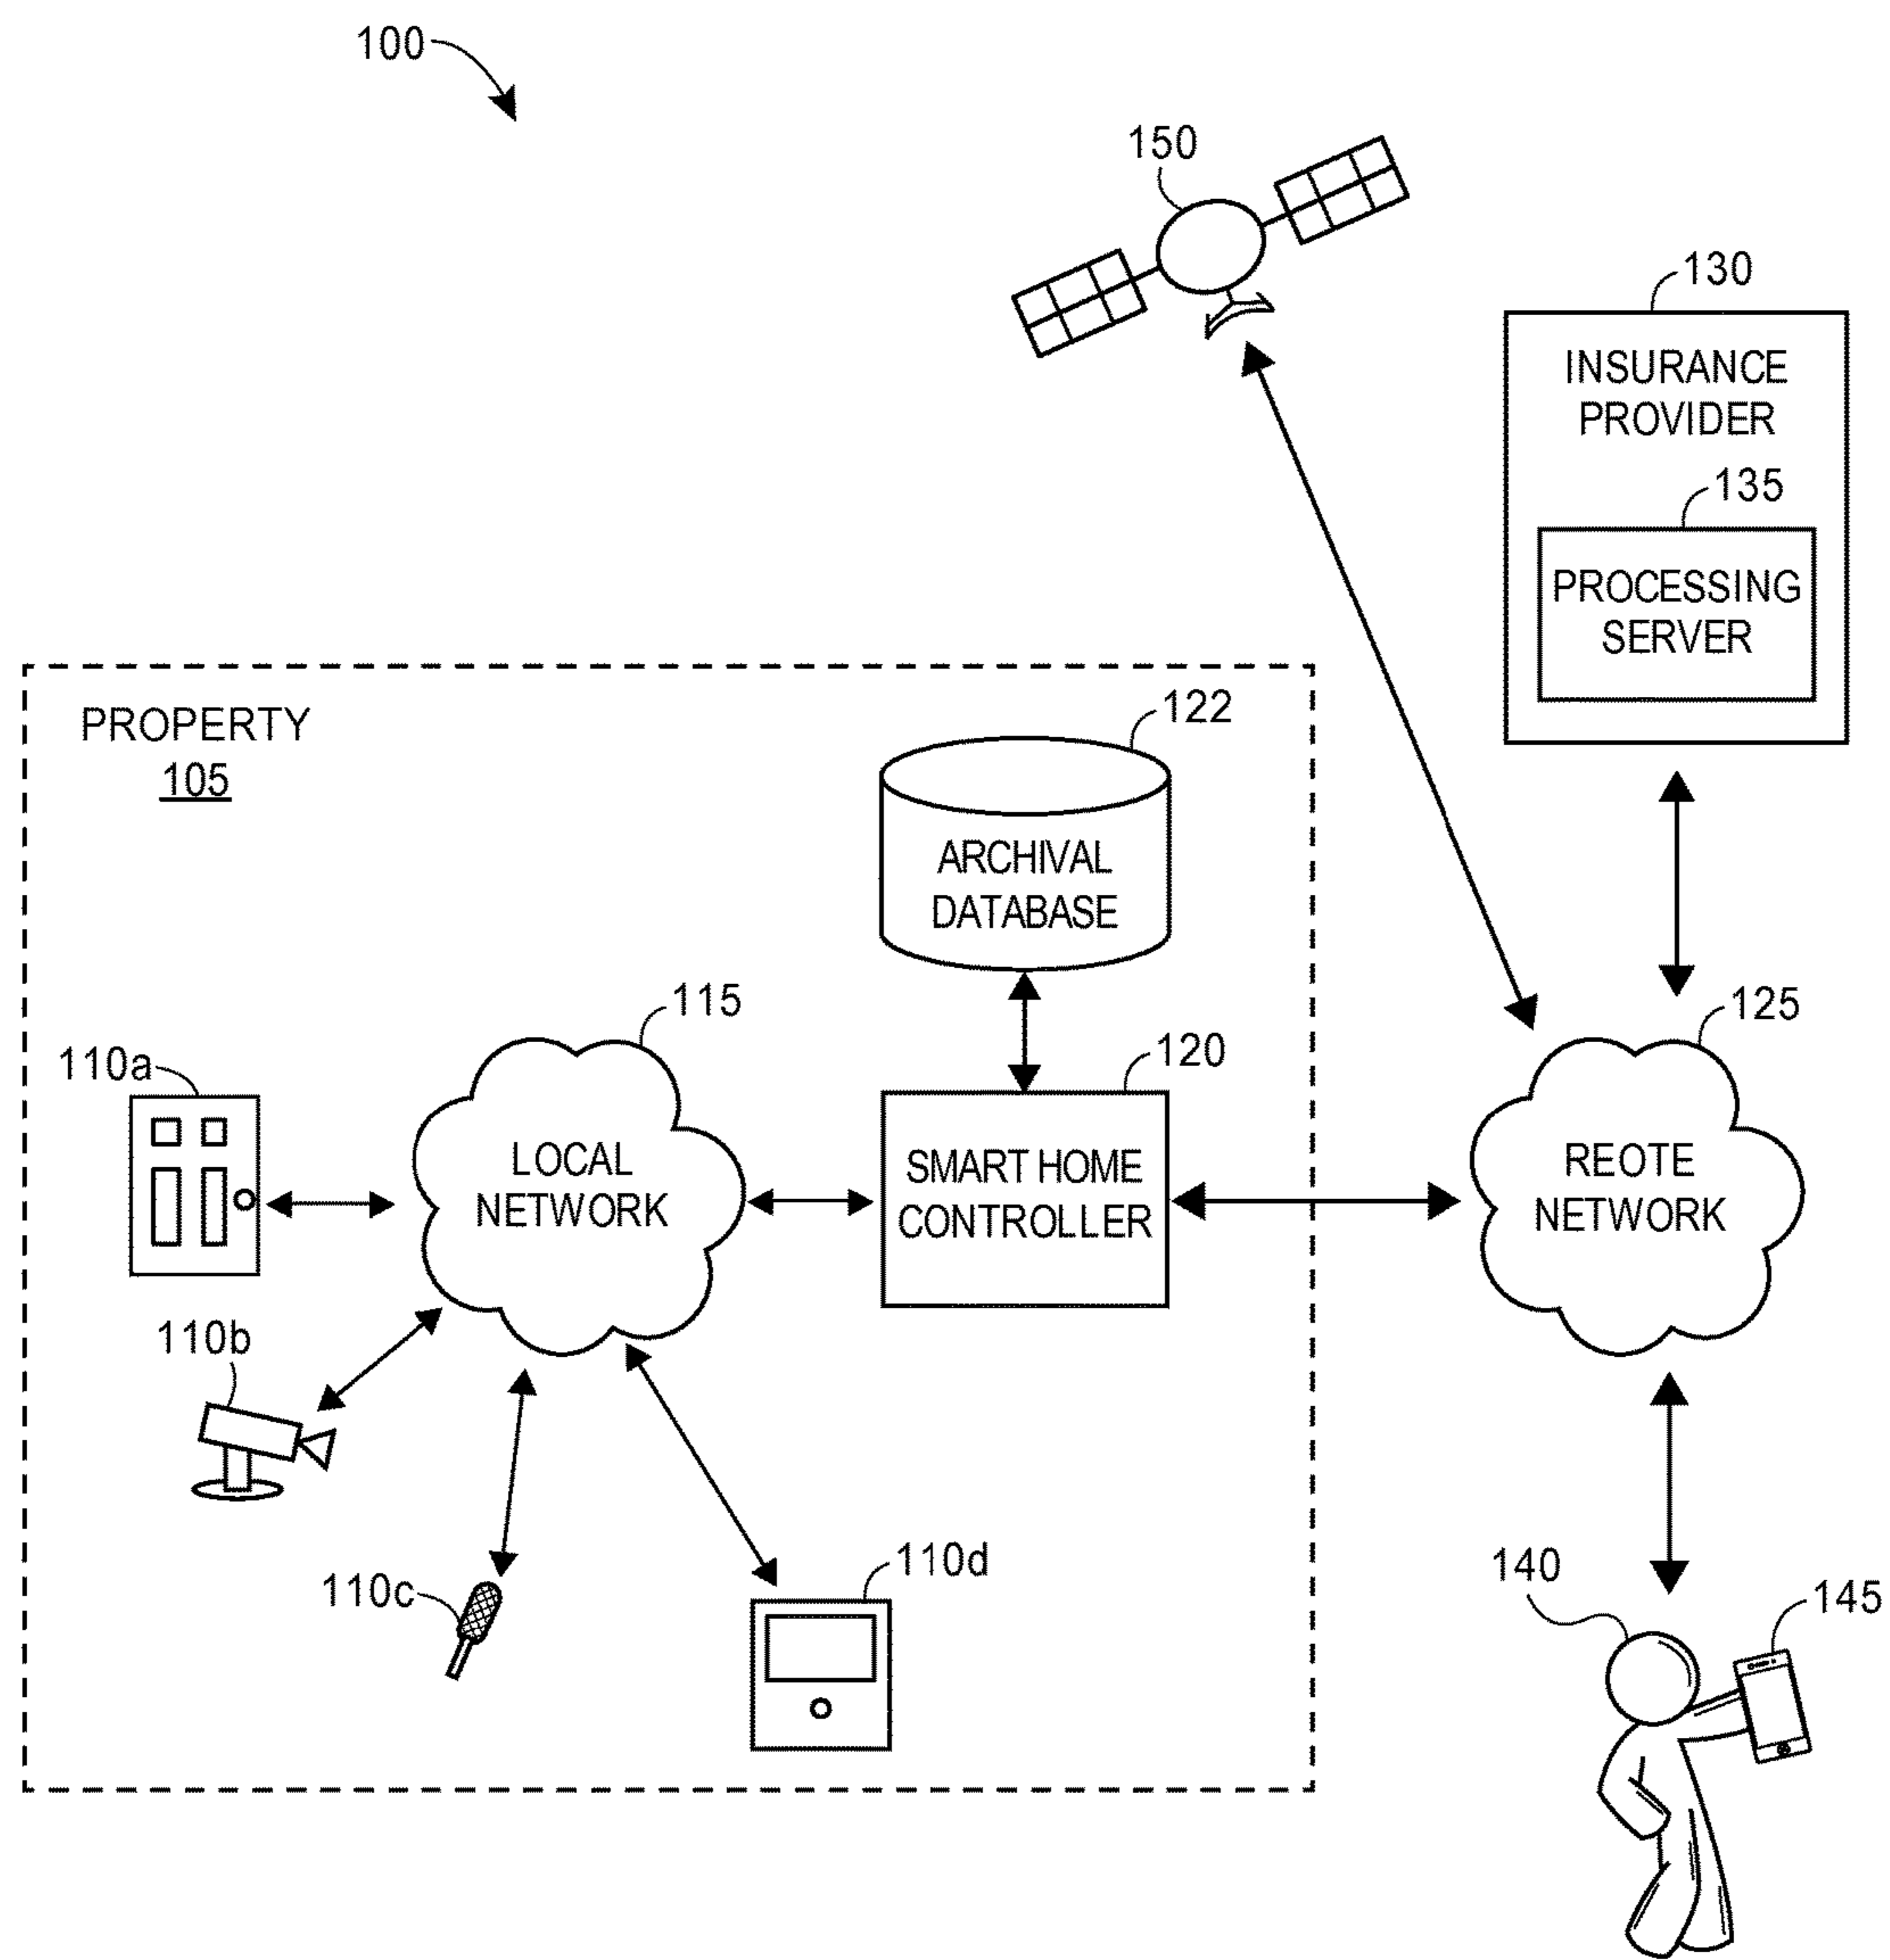 100
150
130
INSURANCE
PROVIDER
135
PROCESSING
SERVER
PROPERTY
105
122
ARCHIVAL
DATABASE
115
LOCAL
NETWORK
120
SMART HOME
CONTROLLER
125
REOTE
NETWORK
110a
110b
110c
110d
140
145